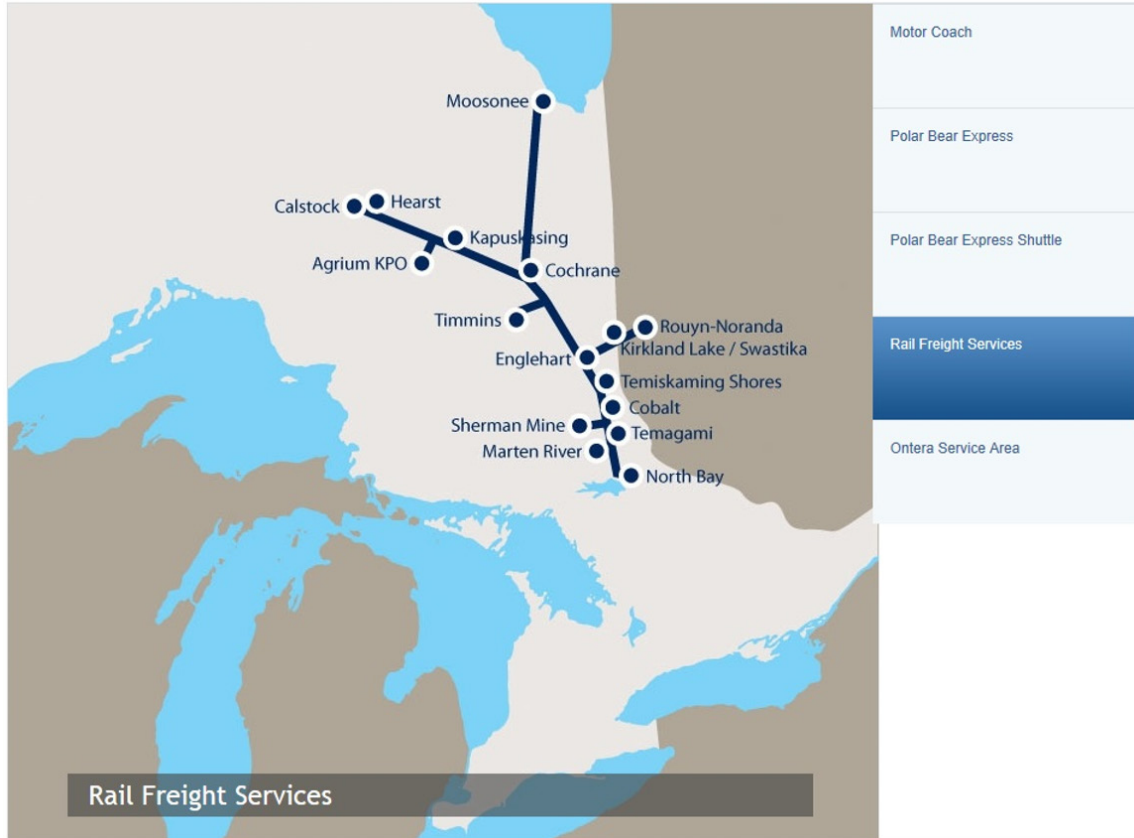 Motor Coach
Polar Bear Express
Polar Bear Express Shuttle
Rail Freight Services
Ontera Service Area
Moosonee
Hearst
Calstock
Kapuskasing
Agrium KPO
Cochrane
Timmins
Rouyn-Noranda
Kirkland Lake / Swastika
Englehart
Temiskaming Shores
Cobalt
Sherman Mine
Temagami
Marten River
North Bay
Rail Freight Services